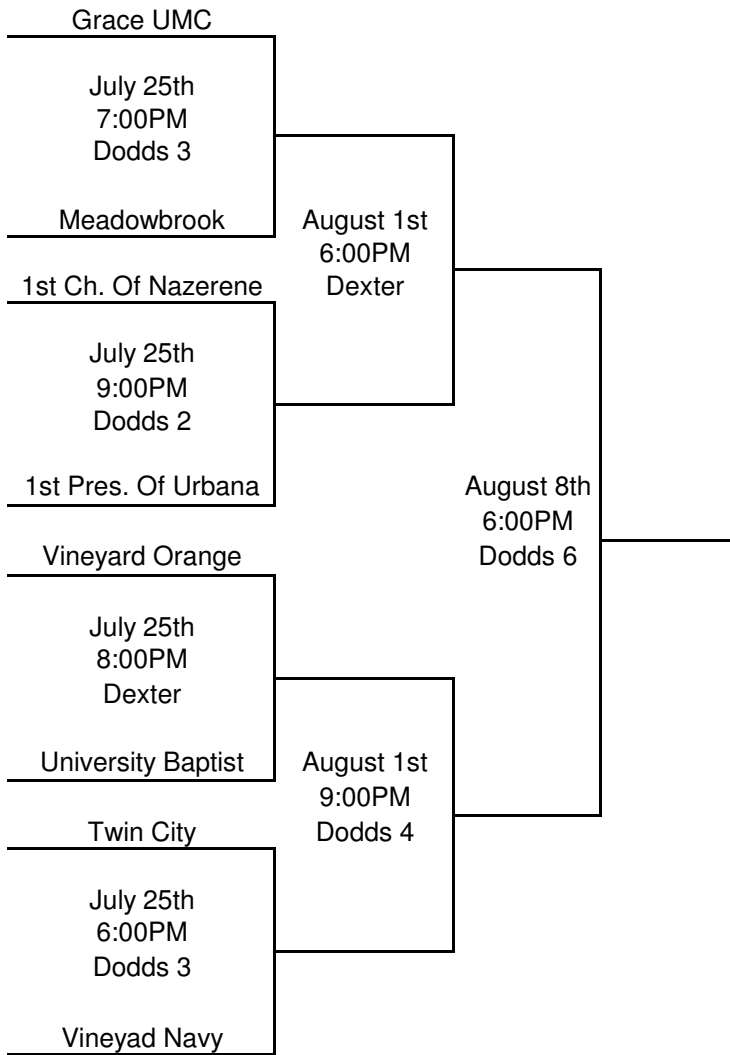 Grace UMC
July 25th
7:00PM
Dodds 3
Meadowbrook
1st Ch. Of Nazerene
July 25th
9:00PM
Dodds 2
1st Pres. Of Urbana
August 1st
6:00PM
Dexter
Vineyard Orange
July 25th
8:00PM
Dexter
University Baptist
Twin City
July 25th
6:00PM
Dodds 3
Vineyad Navy
August 1st
9:00PM
Dodds 4
August 8th
6:00PM
Dodds 6